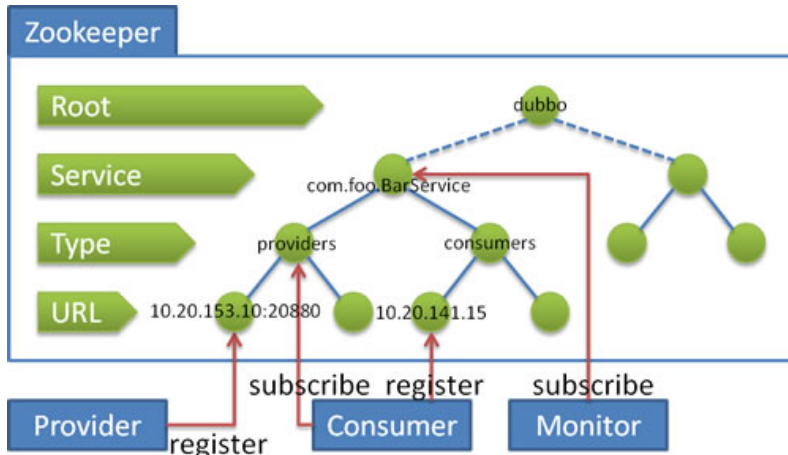 Zookeeper
Root
dubbo
Service
com.foo.BarService
Type
providers
consumers
URL
10.20.153.10:20880
10.20.141.15
subscribe
register
subscribe
Provider
register
Consumer
Monitor